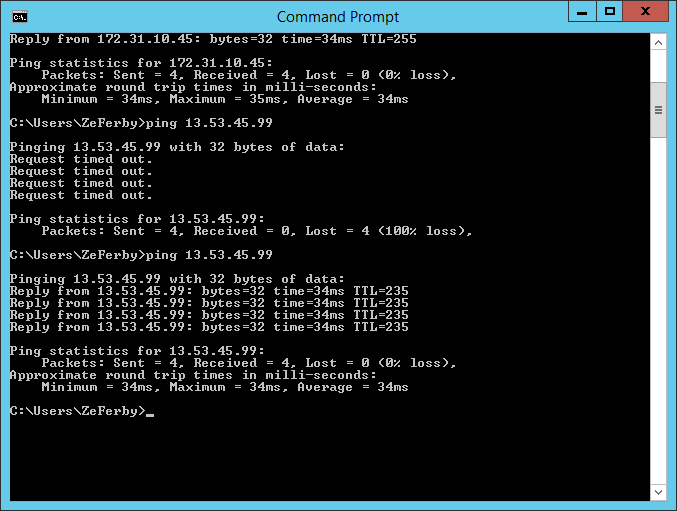 Command Prompt
Reply from 172.31.10.45: bytes=32 time=34ms TTL=255
Ping statistics for 172.31.10.45:
Packets: Sent = 4, Received = 4, Lost = 0 (0% loss),
Approximate round trip times in milli-seconds:
Minimum = 34ms, Maximum = 35ms, Average = 34ms
C:\Users\ZeFerby>ping 13.53.45.99
Pinging 13.53.45.99 with 32 bytes of data:
Request timed out.
Request timed out.
Request timed out.
Request timed out.
Ping statistics for 13.53.45.99:
Packets: Sent = 4, Received = 0, Lost = 4 (100% loss),
C:\Users\ZeFerby>ping 13.53.45.99
Pinging 13.53.45.99 with 32 bytes of data:
Reply from 13.53.45.99: bytes=32 time=34ms TTL=235
Reply from 13.53.45.99: bytes=32 time=34ms TTL=235
Reply from 13.53.45.99: bytes=32 time=34ms TTL=235
Reply from 13.53.45.99: bytes=32 time=34ms TTL=235
Ping statistics for 13.53.45.99:
Packets: Sent = 4, Received = 4, Lost = 0 (0% loss),
Approximate round trip times in milli-seconds:
Minimum = 34ms, Maximum = 34ms, Average = 34ms
C:\Users\ZeFerby>_